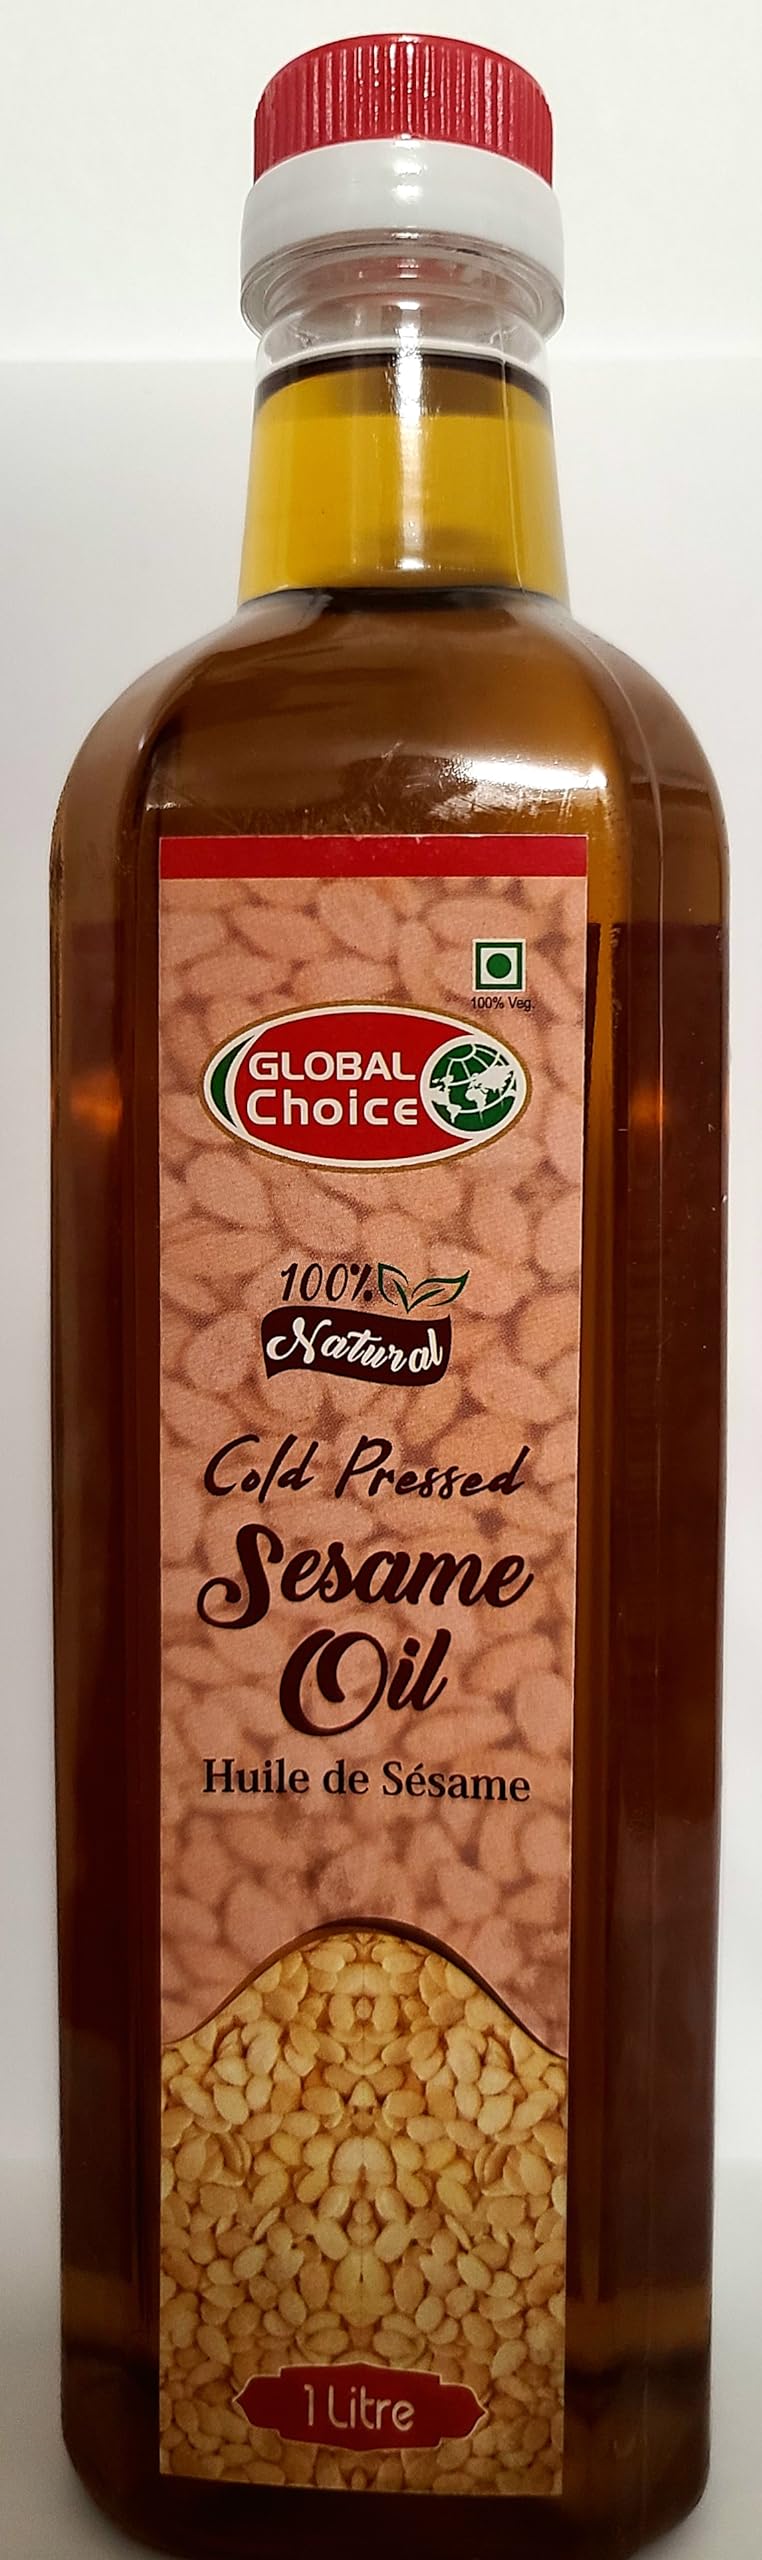 100% Veg.
GLOBAL
Choice
100%
Natural
Cold Pressed
Sesame
Oil
Huile de Sésame
1 Litre